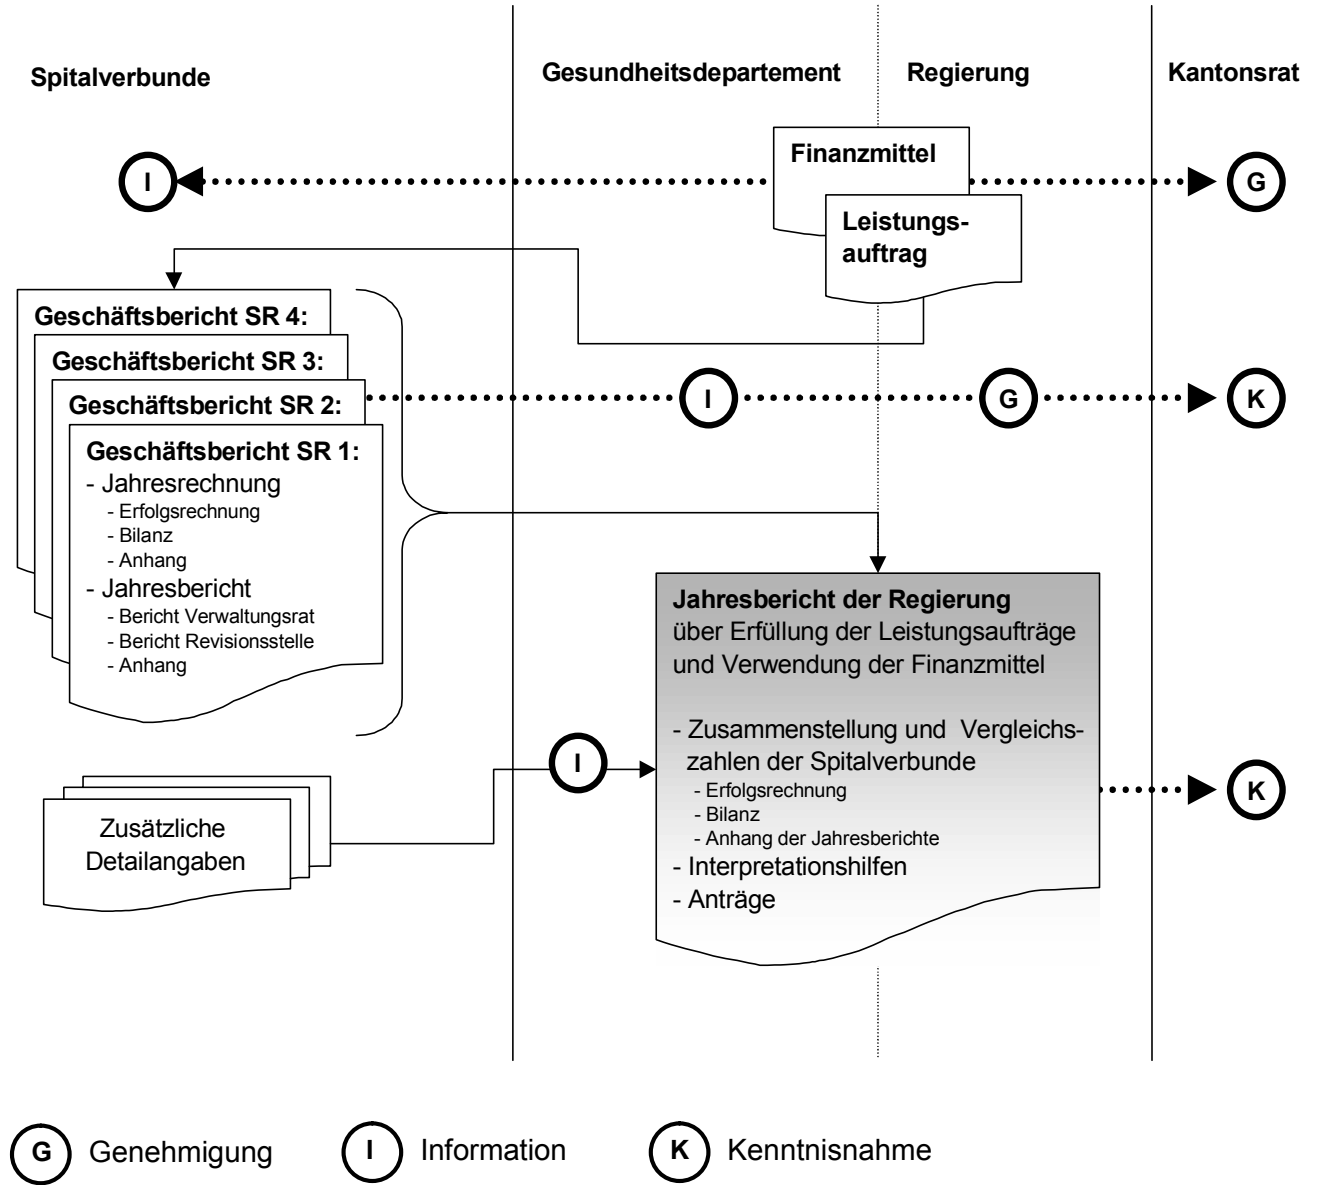 Spitalverbunde
Gesundheitsdepartement
Regierung
Kantonsrat
I
Finanzmittel
G
Leistungs-
auftrag
Geschäftsbericht SR 4:
Geschäftsbericht SR 3:
Geschäftsbericht SR 2:
I
G
K
Geschäftsbericht SR 1:
- Jahresrechnung
- Erfolgsrechnung
- Bilanz
- Anhang
- Jahresbericht
- Bericht Verwaltungsrat
- Bericht Revisionsstelle
- Anhang
Jahresbericht der Regierung
über Erfüllung der Leistungsaufträge
und Verwendung der Finanzmittel
- Zusammenstellung und Vergleichs-
zahlen der Spitalverbunde
- Erfolgsrechnung
- Bilanz
- Anhang der Jahresberichte
- Interpretationshilfen
- Anträge
I
K
Zusätzliche
Detailangaben
G Genehmigung
I Information
K Kenntnisnahme